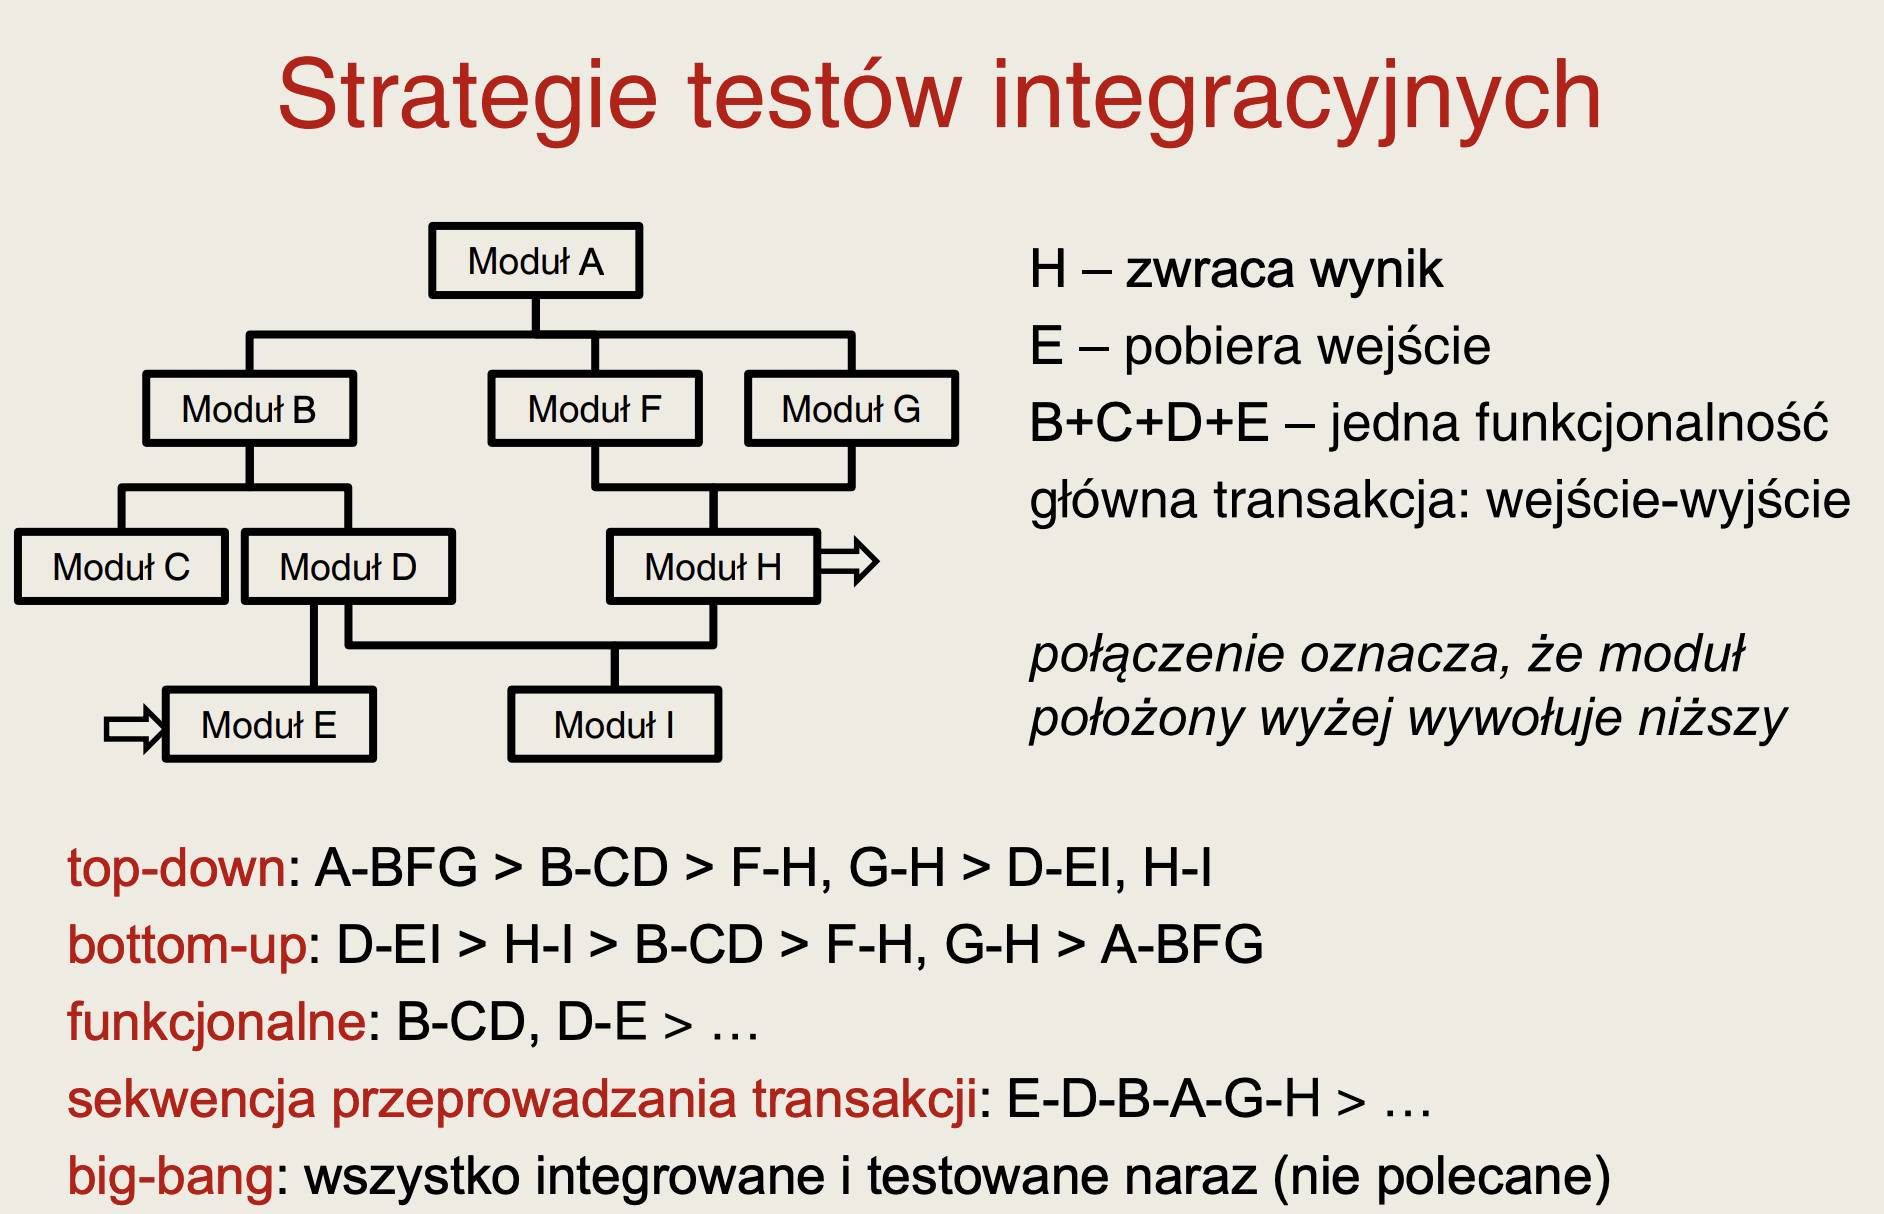 Strategie testów integracyjnych
Moduł A
Moduł B
Moduł F
Moduł G
Moduł C
Moduł D
Moduł H
Moduł E
Moduł I
H – zwraca wynik
E – pobiera wejście
B+C+D+E – jedna funkcjonalność
główna transakcja: wejście-wyjście
połączenie oznacza, że moduł
położony wyżej wywołuje niższy
top-down: A-BFG > B-CD > F-H, G-H > D-EI, H-I
bottom-up: D-EI > H-I > B-CD > F-H, G-H > A-BFG
funkcjonalne: B-CD, D-E > …
sekwencja przeprowadzania transakcji: E-D-B-A-G-H > …
big-bang: wszystko integrowane i testowane naraz (nie polecane)